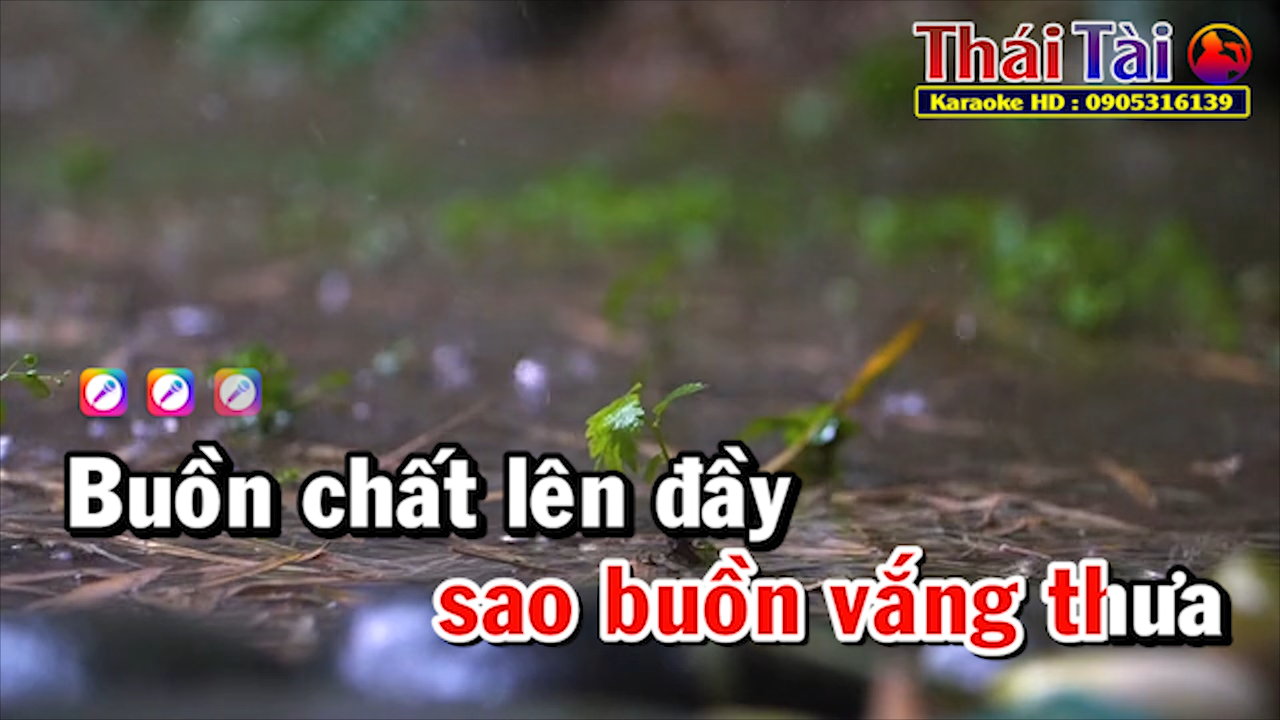 Thái Tài
Karaoke HD : 0905316139
Buồn chất lên đầy
sao buồn vắng thưa